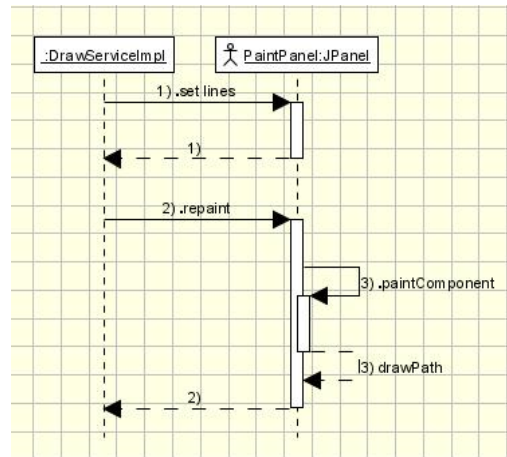 :DrawServiceImpl
PaintPanel:JPanel
1) .set lines
1)
2) .repaint
3) .paintComponent
3) drawPath
2)